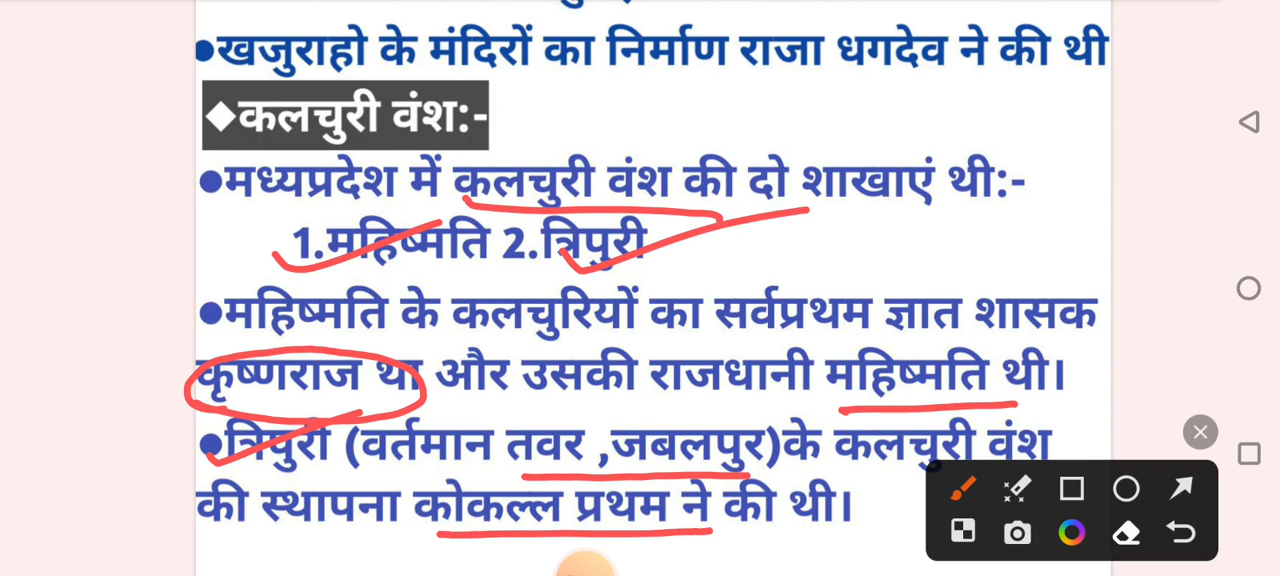 ●खजुराहो के मंदिरों का निर्माण राजा धगदेव ने की थी
◆कलचुरी वंश:-
●मध्यप्रदेश में कलचुरी वंश की दो शाखाएं थी:-
1.महिष्मति 2.त्रिपुरी
●महिष्मति के कलचुरियों का सर्वप्रथम ज्ञात शासक
कृष्णराज था और उसकी राजधानी महिष्मति थी।
●त्रिपुरी (वर्तमान तवर ,जबलपुर)के कलचुरी वंश
की स्थापना कोकल्ल प्रथम ने की थी।